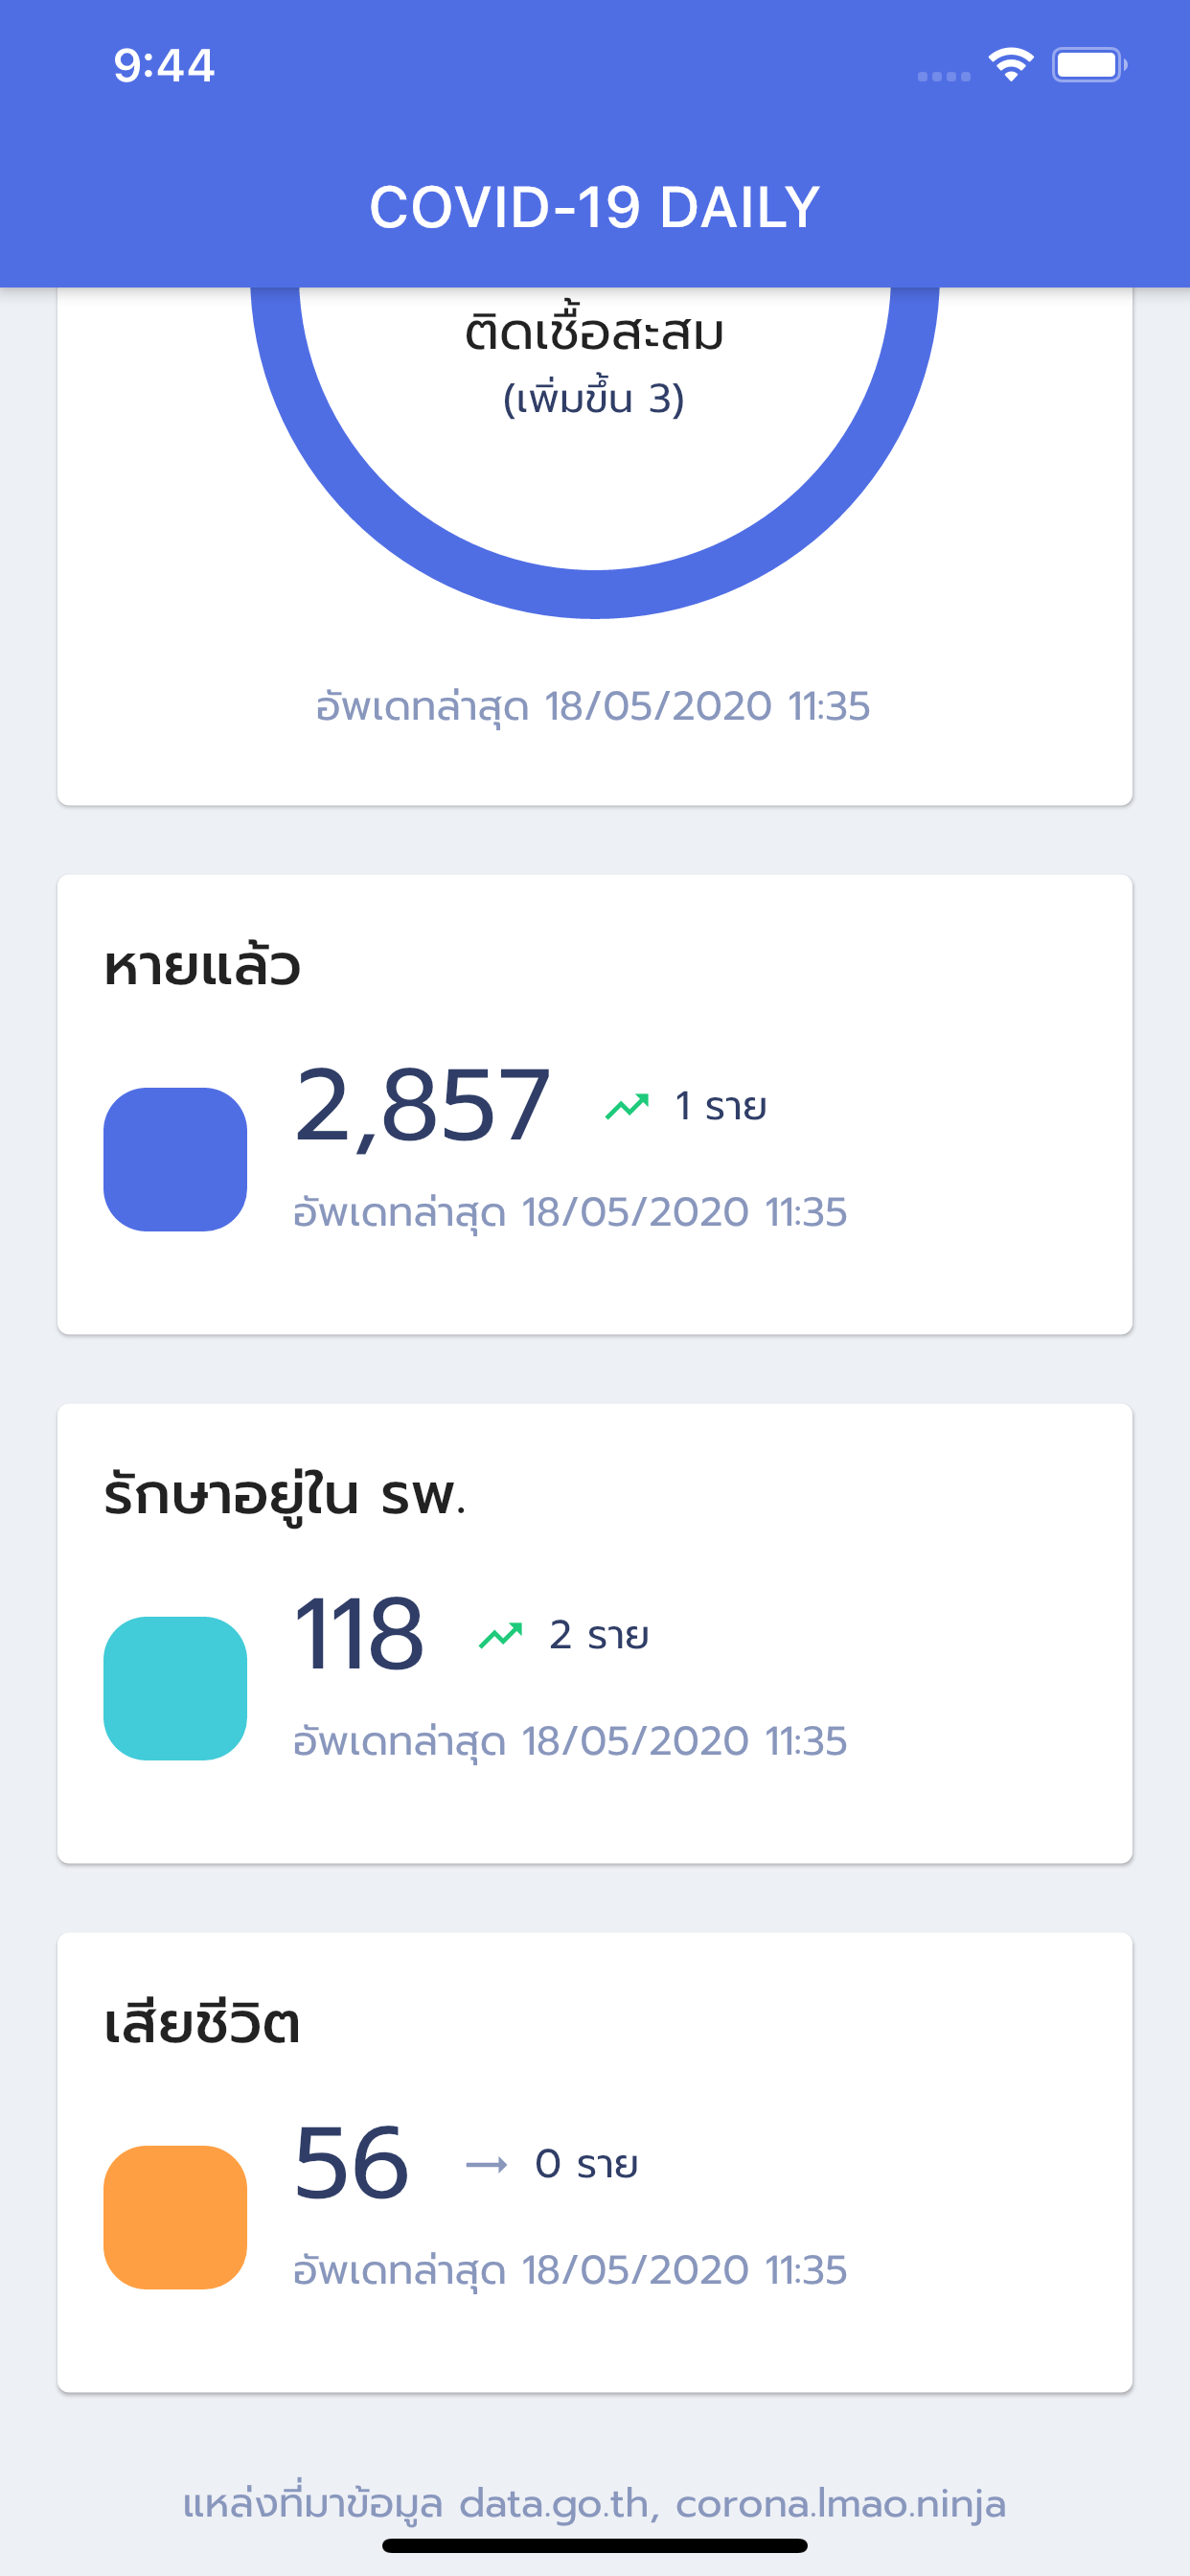 9:44
COVID-19 DAILY
ติดเชื้อสะสม
(เพิ่มขึ้น 3)
อัพเดทล่าสุด 18/05/2020 11:35
หายแล้ว
2,857 1 ราย
อัพเดทล่าสุด 18/05/2020 11:35
รักษาอยู่ใน รพ.
118 2 ราย
อัพเดทล่าสุด 18/05/2020 11:35
เสียชีวิต
56 0 ราย
อัพเดทล่าสุด 18/05/2020 11:35
แหล่งที่มาข้อมูล data.go.th, corona.lmao.ninja